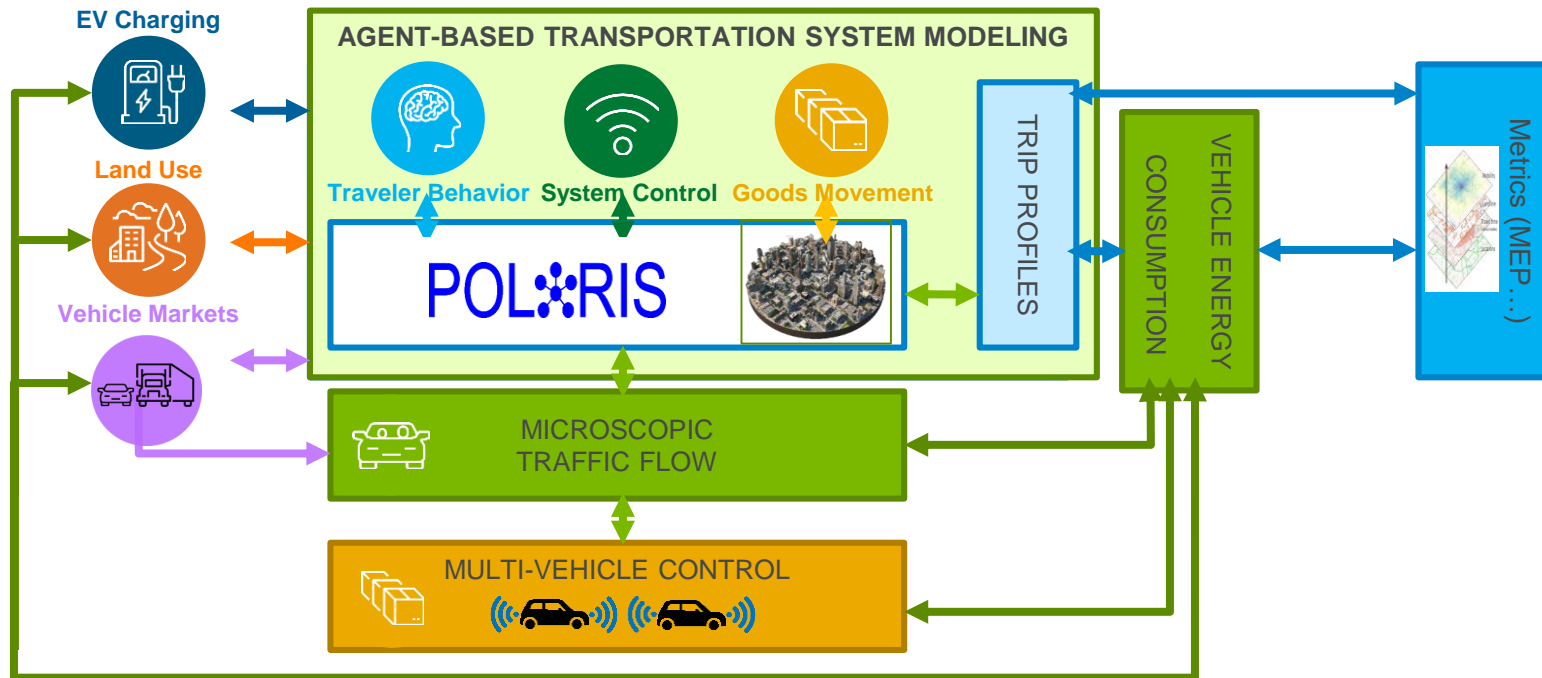 EV Charging
Land Use
Vehicle Markets
AGENT-BASED TRANSPORTATION SYSTEM MODELING
Traveler Behavior
System Control
Goods Movement
POLARIS
TRIP PROFILES
VEHICLE ENERGY
CONSUMPTION
Metrics (MEP…)
MICROSCOPIC
TRAFFIC FLOW
MULTI-VEHICLE CONTROL